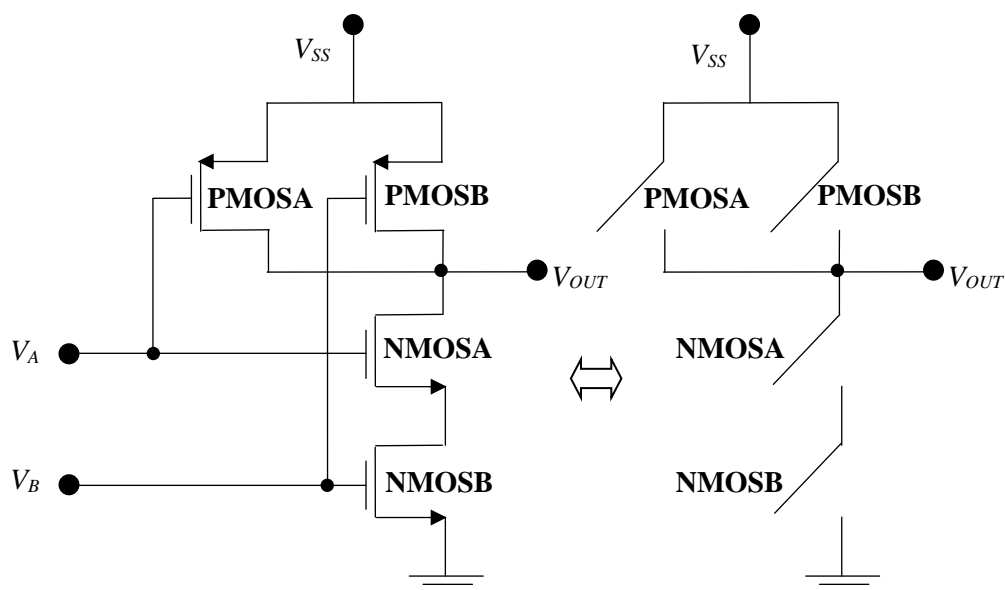 V_SS V_SS
PMOSA PMOSB PMOSA PMOSB
V_OUT V_OUT
V_A NMOSA NMOSA
V_B NMOSB NMOSB